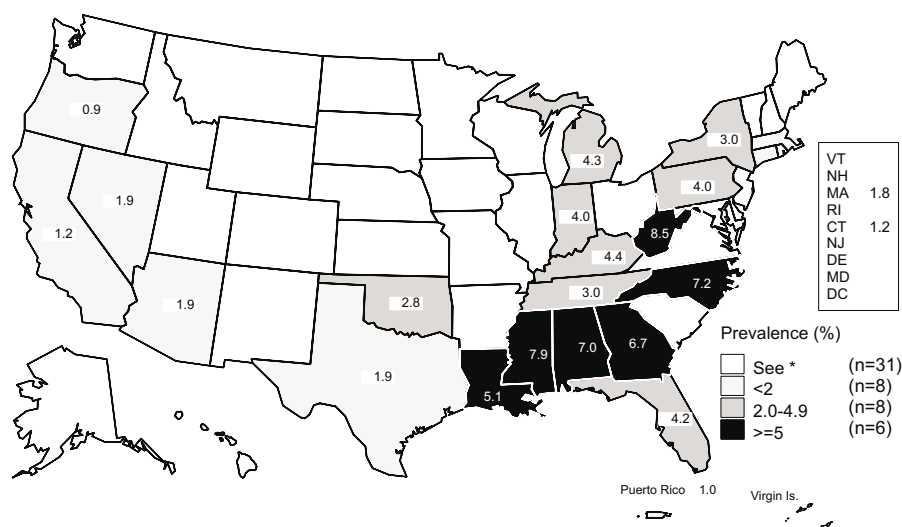 0.9
3.0
4.3
VT
NH
4.0
MA 1.8
1.9
RI
4.0
CT 1.2
1.2
8.5
NJ
4.4
DE
MD
7.2
DC
3.0
1.9
2.8
Prevalence (%)
6.7
7.0
7.9
See * (n=31)
1.9
<2 (n=8)
5.1
2.0-4.9 (n=8)
4.2
>=5 (n=6)
Puerto Rico 1.0
Virgin Is.